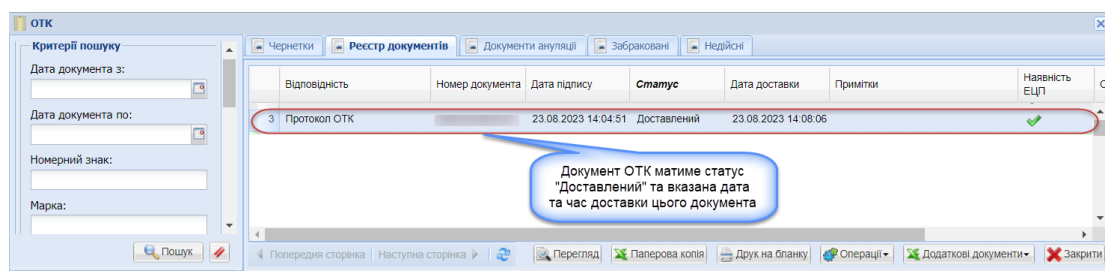 ОТК
Критерії пошуку
Дата документа з:
Дата документа по:
Номерний знак:
Марка:
Пошук
Чернетки Реєстр документів Документи ануляції Забраковані Недійсні
Відповідність Номер документа Дата підпису Статус Дата доставки Примітки Наявність ЕЦП
3 Протокол ОТК 23.08.2023 14:04:51 Доставлений 23.08.2023 14:08:06
Документ ОТК матиме статус
"Доставлений" та вказана дата
та час доставки цього документа
Попередня сторінка Наступна сторінка Перегляд Паперова копія Друк на бланку Операції Додаткові документи Закрити